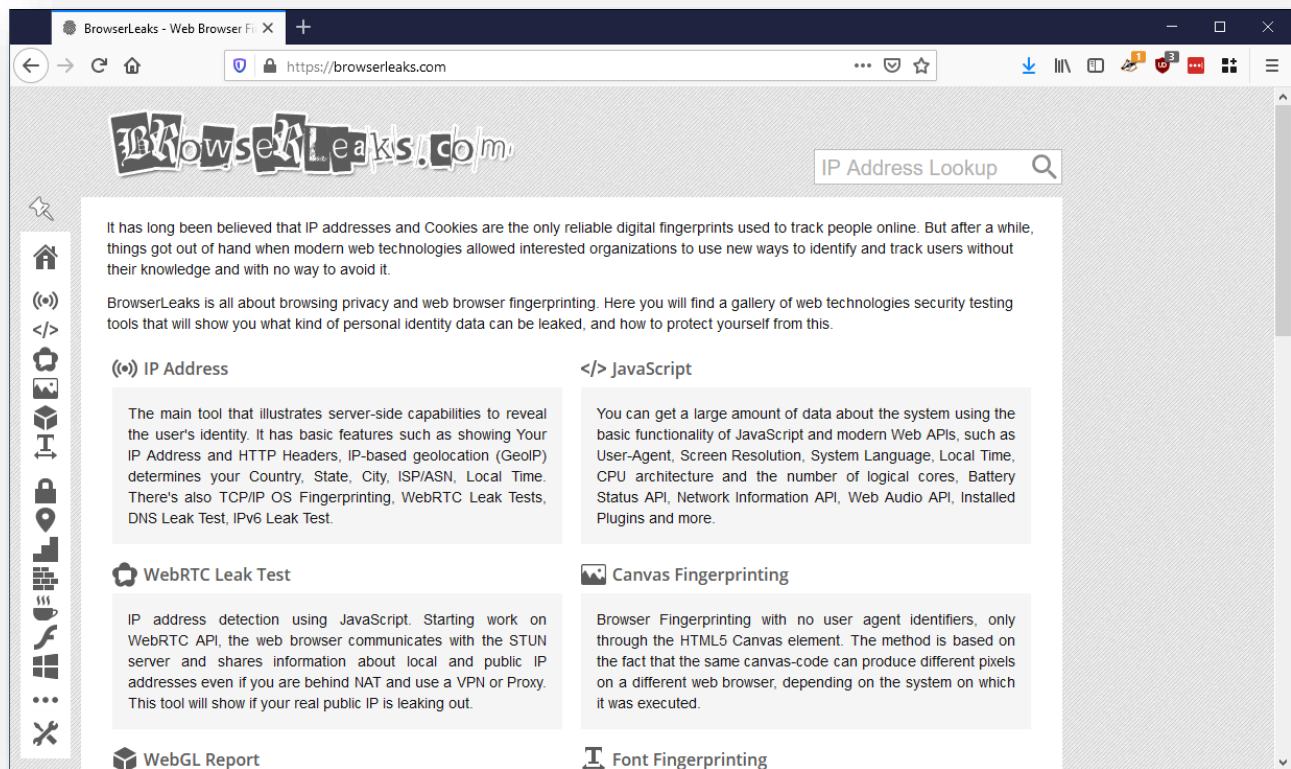 BrowserLeaks - Web Browser Fi
https://browserleaks.com
1
3
BRowseRLeaks.com
IP Address Lookup
It has long been believed that IP addresses and Cookies are the only reliable digital fingerprints used to track people online. But after a while,
things got out of hand when modern web technologies allowed interested organizations to use new ways to identify and track users without
their knowledge and with no way to avoid it.
BrowserLeaks is all about browsing privacy and web browser fingerprinting. Here you will find a gallery of web technologies security testing
tools that will show you what kind of personal identity data can be leaked, and how to protect yourself from this.
IP Address
The main tool that illustrates server-side capabilities to reveal
the user's identity. It has basic features such as showing Your
IP Address and HTTP Headers, IP-based geolocation (GeoIP)
determines your Country, State, City, ISP/ASN, Local Time.
There's also TCP/IP OS Fingerprinting, WebRTC Leak Tests,
DNS Leak Test, IPv6 Leak Test.
</> JavaScript
You can get a large amount of data about the system using the
basic functionality of JavaScript and modern Web APIs, such as
User-Agent, Screen Resolution, System Language, Local Time,
CPU architecture and the number of logical cores, Battery
Status API, Network Information API, Web Audio API, Installed
Plugins and more.
WebRTC Leak Test
IP address detection using JavaScript. Starting work on
WebRTC API, the web browser communicates with the STUN
server and shares information about local and public IP
addresses even if you are behind NAT and use a VPN or Proxy.
This tool will show if your real public IP is leaking out.
Canvas Fingerprinting
Browser Fingerprinting with no user agent identifiers, only
through the HTML5 Canvas element. The method is based on
the fact that the same canvas-code can produce different pixels
on a different web browser, depending on the system on which
it was executed.
WebGL Report
Font Fingerprinting